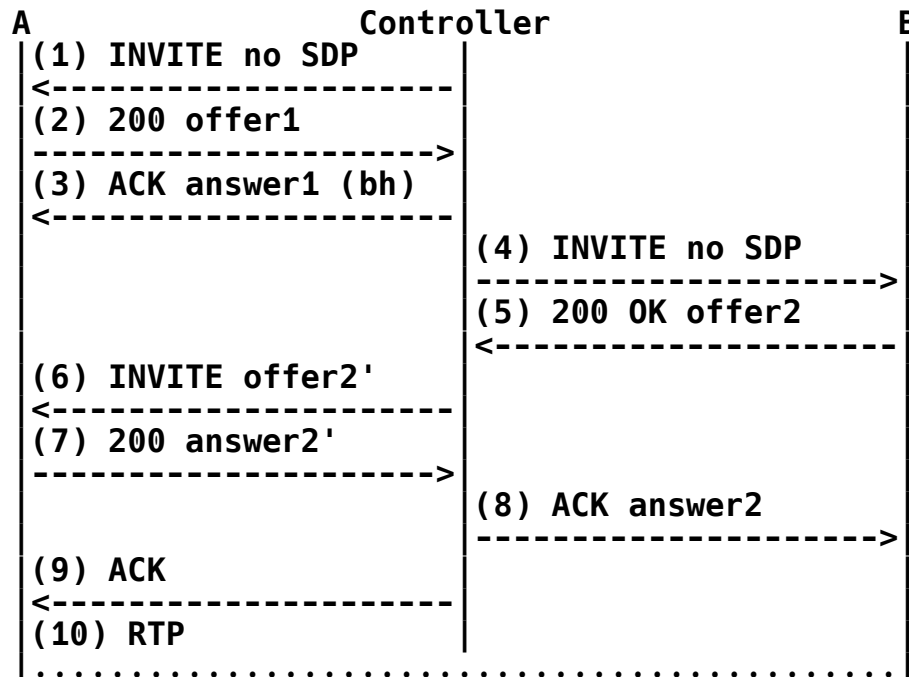 A Controller B
(1) INVITE no SDP
<----------------------
(2) 200 offer1
--------------------->
(3) ACK answer1 (bh)
<---------------------
(4) INVITE no SDP
--------------------->
(5) 200 OK offer2
<---------------------
(6) INVITE offer2'
<---------------------
(7) 200 answer2'
--------------------->
(8) ACK answer2
--------------------->
(9) ACK
<---------------------
(10) RTP
.............................................